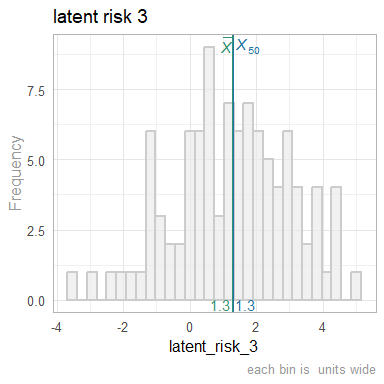 latent risk 3
X̅ X50
Frequency
7.5
5.0
2.5
0.0
1.3 1.3
-4 -2 0 2 4
latent_risk_3
each bin is units wide